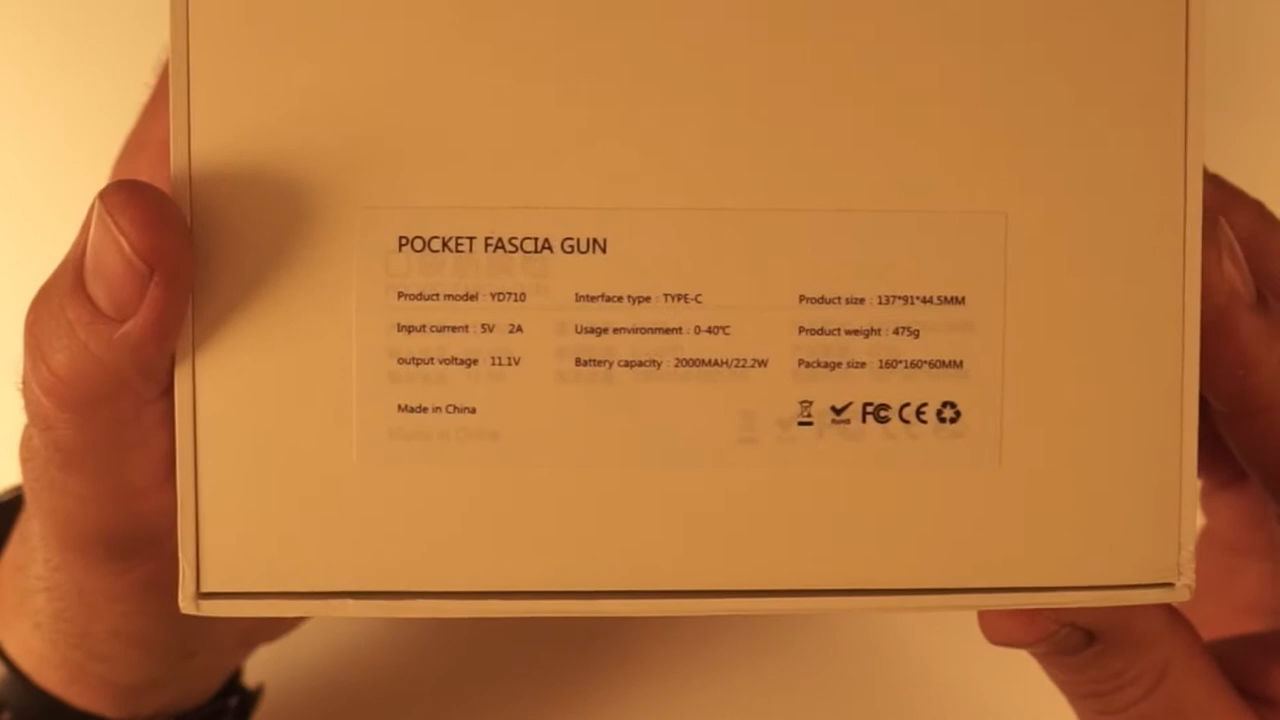 POCKET FASCIA GUN
Product model : YD710 Interface type : TYPE-C Product size : 137*91*44.5MM
Input current : 5V 2A Usage environment : 0-40℃ Product weight : 475g
output voltage : 11.1V Battery capacity : 2000MAH/22.2W Package size : 160*160*60MM
Made in China FC CE